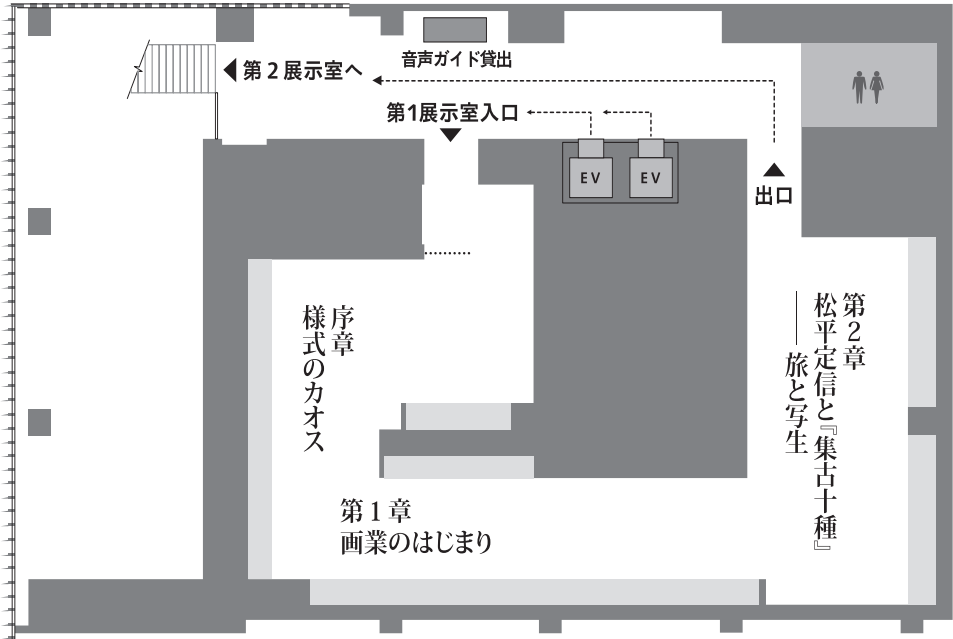 音声ガイド貸出
第2展示室へ
第1展示室入口
EV
EV
出口
序章
様式のカオス
第1章
画業のはじまり
第2章
松平定信と『集古十種』
――旅と写生